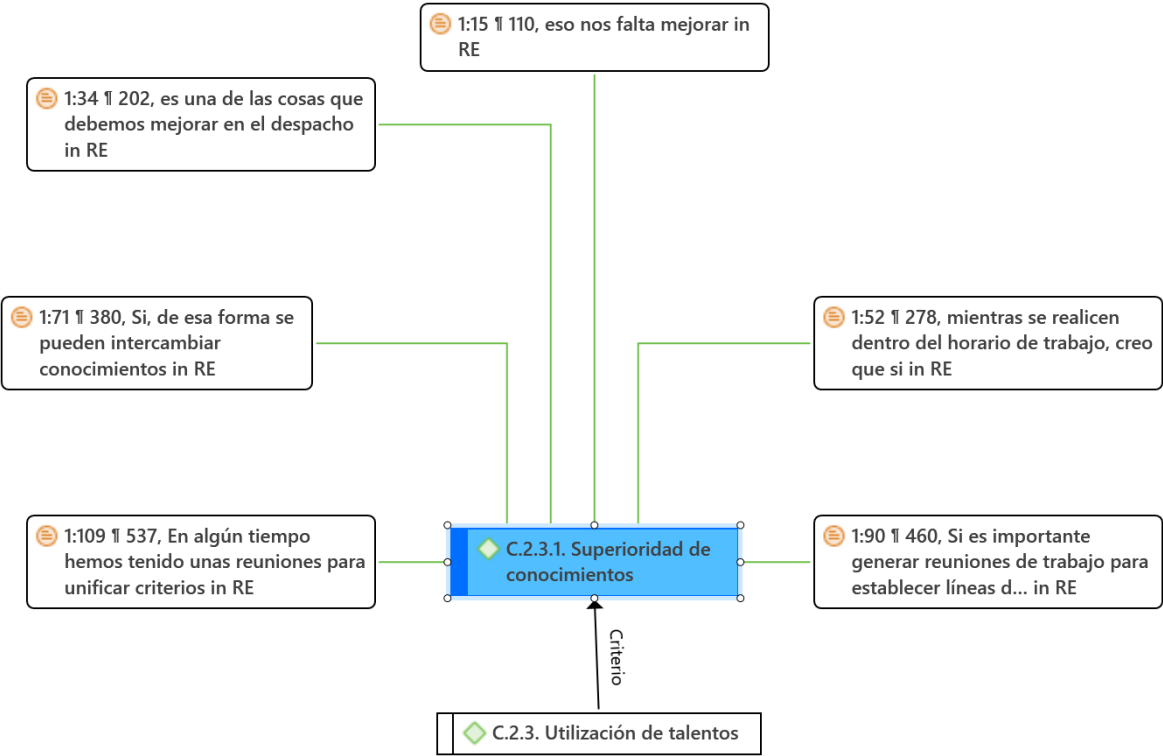 1:15 ¶ 110, eso nos falta mejorar in
RE
1:34 ¶ 202, es una de las cosas que
debemos mejorar en el despacho
in RE
1:71 ¶ 380, Si, de esa forma se
pueden intercambiar
conocimientos in RE
1:52 ¶ 278, mientras se realicen
dentro del horario de trabajo, creo
que si in RE
1:109 ¶ 537, En algún tiempo
hemos tenido unas reuniones para
unificar criterios in RE
C.2.3.1. Superioridad de
conocimientos
1:90 ¶ 460, Si es importante
generar reuniones de trabajo para
establecer líneas d... in RE
Criterio
C.2.3. Utilización de talentos